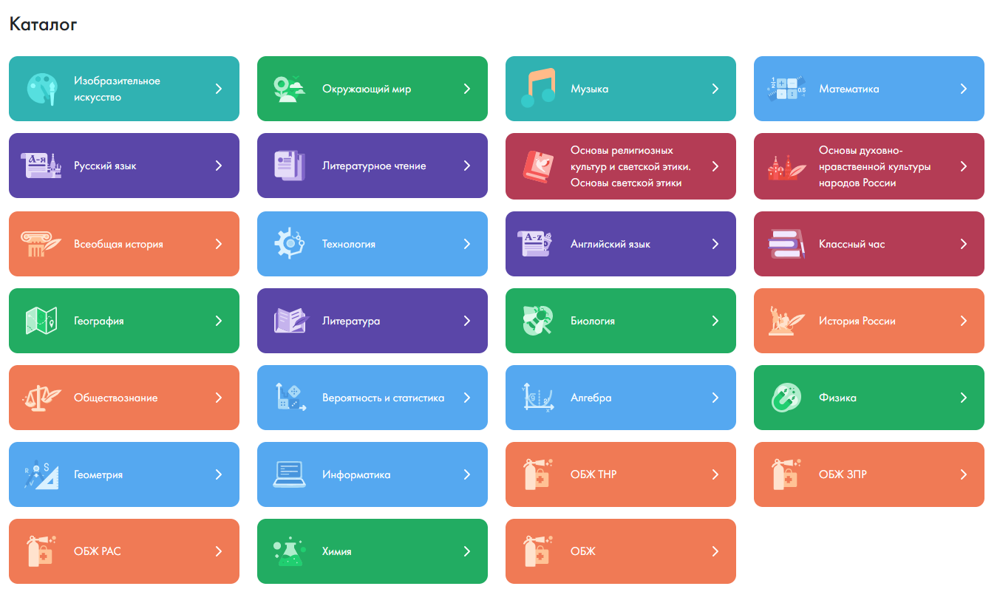 Каталог
Изобразительное
искусство
Окружающий мир
Музыка
Математика
Русский язык
Литературное чтение
Основы религиозных
культур и светской этики.
Основы светской этики
Основы духовно-
нравственной культуры
народов России
Всеобщая история
Технология
Английский язык
Классный час
География
Литература
Биология
История России
Обществознание
Вероятность и статистика
Алгебра
Физика
Геометрия
Информатика
ОБЖ ТНР
ОБЖ ЗПР
ОБЖ РАС
Химия
ОБЖ